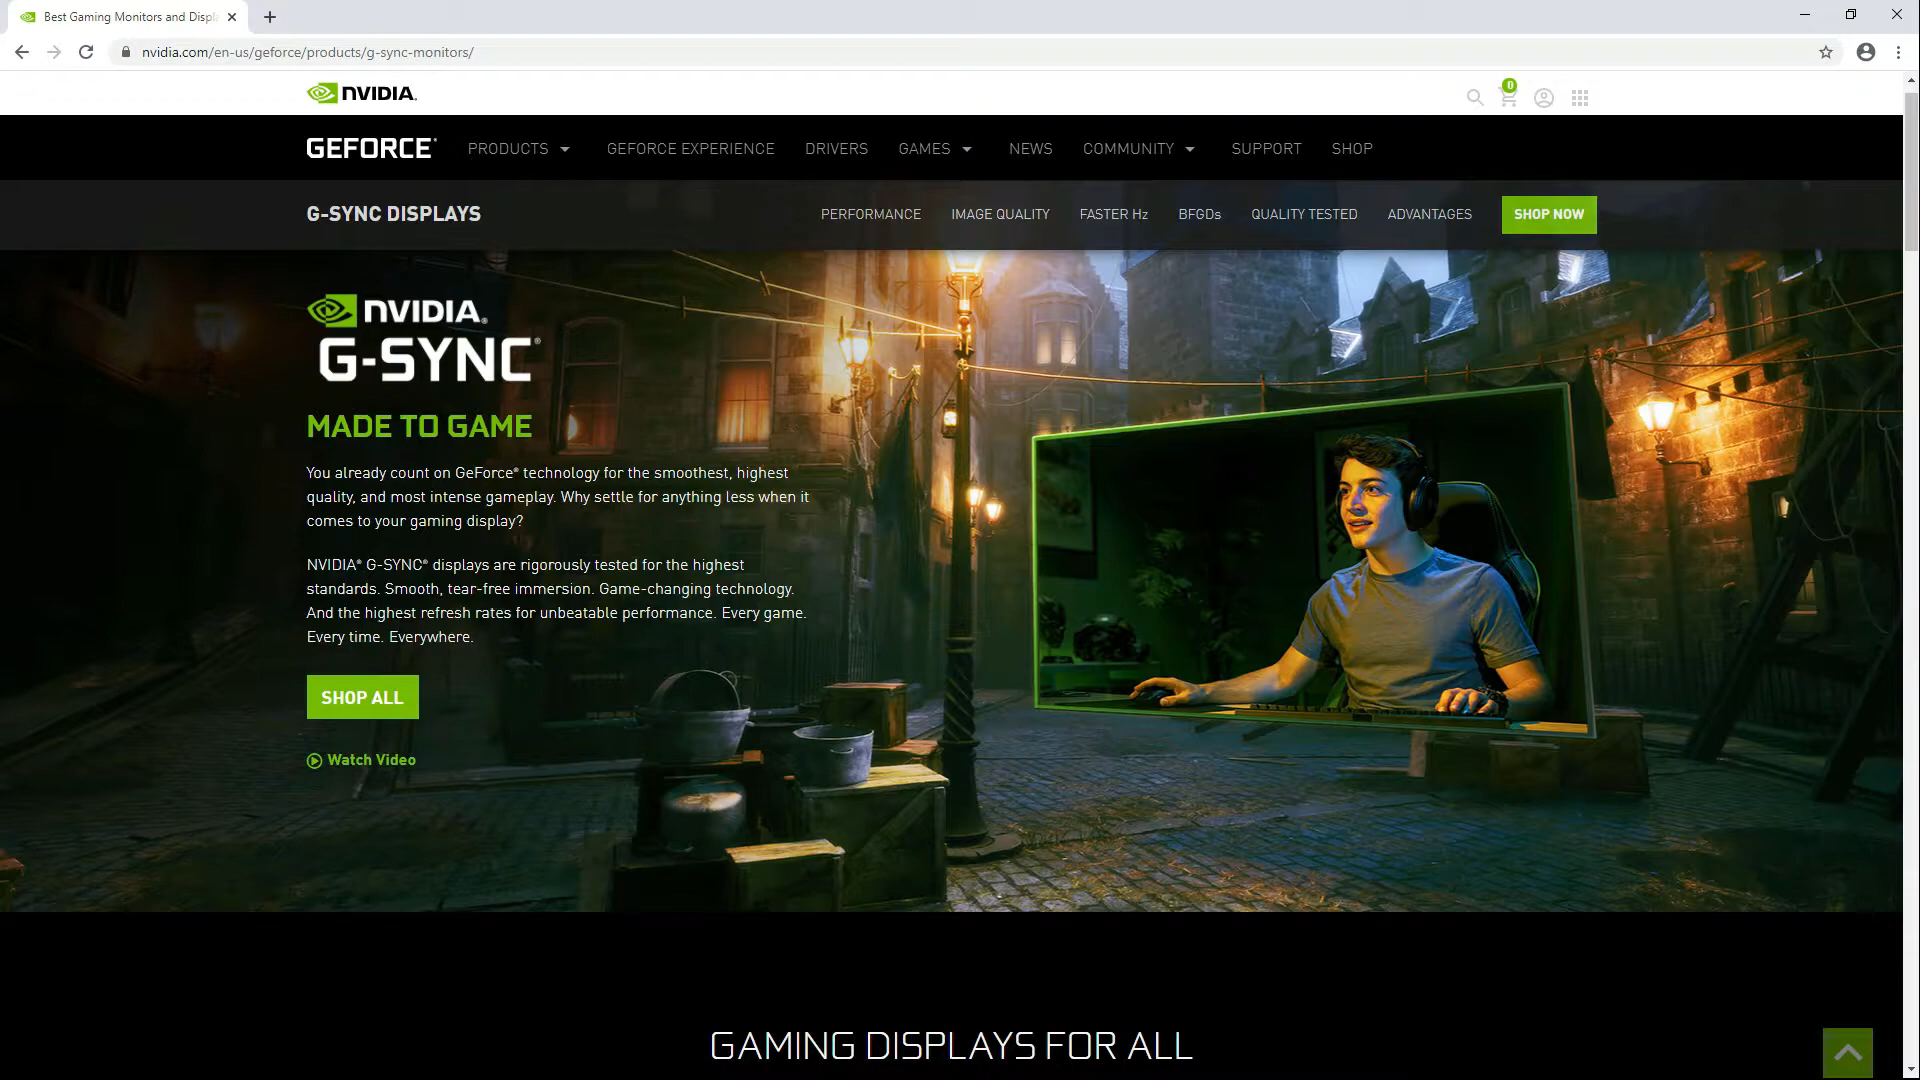 Best Gaming Monitors and Displ
nvidia.com/en-us/geforce/products/g-sync-monitors/
NVIDIA.
0
GEFORCE® PRODUCTS GEFORCE EXPERIENCE DRIVERS GAMES NEWS COMMUNITY SUPPORT SHOP
G-SYNC DISPLAYS PERFORMANCE IMAGE QUALITY FASTER Hz BFGDs QUALITY TESTED ADVANTAGES SHOP NOW
NVIDIA®
G-SYNC®
MADE TO GAME
You already count on GeForce® technology for the smoothest, highest
quality, and most intense gameplay. Why settle for anything less when it
comes to your gaming display?
NVIDIA® G-SYNC® displays are rigorously tested for the highest
standards. Smooth, tear-free immersion. Game-changing technology.
And the highest refresh rates for unbeatable performance. Every game.
Every time. Everywhere.
SHOP ALL
Watch Video
GAMING DISPLAYS FOR ALL